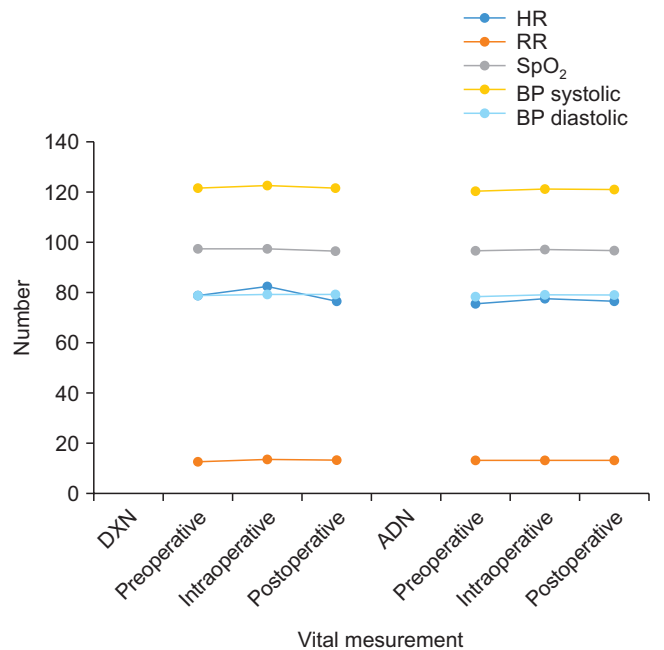 HR
RR
SpO₂
BP systolic
BP diastolic
140
120
100
80
60
40
20
0
Number
DXN
Preoperative
Intraoperative
Postoperative
ADN
Preoperative
Intraoperative
Postoperative
Vital mesurement